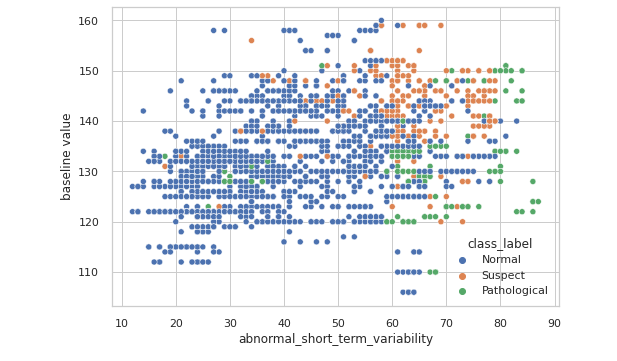 160
150
140
130
120
110
baseline value
class_label
Normal
Suspect
Pathological
10 20 30 40 50 60 70 80 90
abnormal_short_term_variability